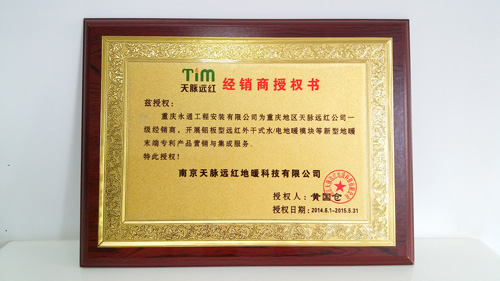 TiM
天脉远红
经销商授权书
兹授权:
重庆永通工程安装有限公司为重庆地区天脉远红公司一
级经销商,开展铝板型远红外干式水/电地暖模块等新型地暖
末端专利产品营销与集成服务.
特此授权!
南京天脉远红地暖科技有限公司
授权人:黄国仓
授权日期:2014.6.1-2015.5.31